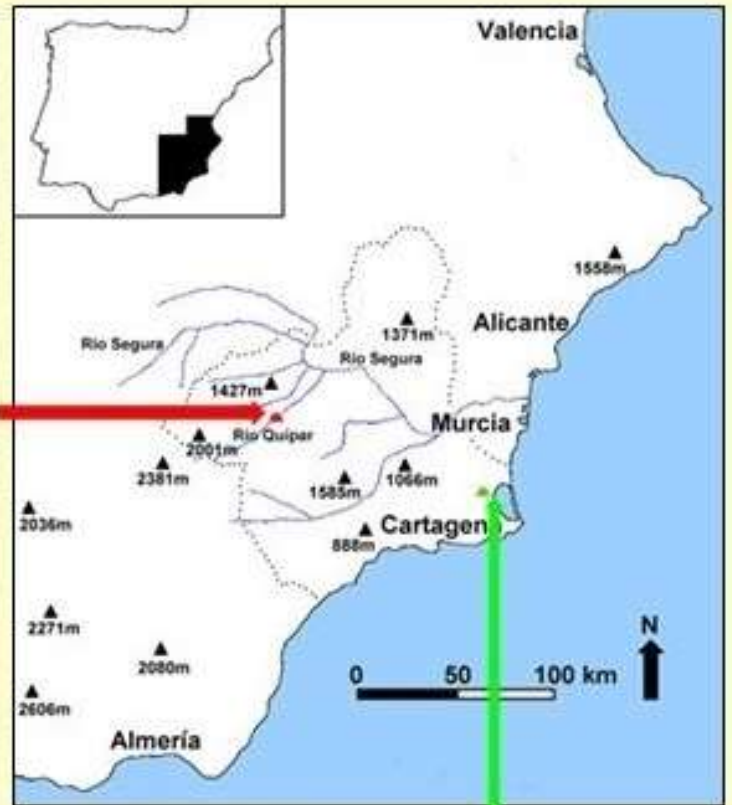 Valencia
1558m
Alicante
1371m
Rio Segura
Rio Segura
1427m
Murcia
Rio Quipar
2001m
2381m
1585m
1066m
2036m
Cartagena
888m
2271m
N
2080m
0 50 100 km
2606m
Almería